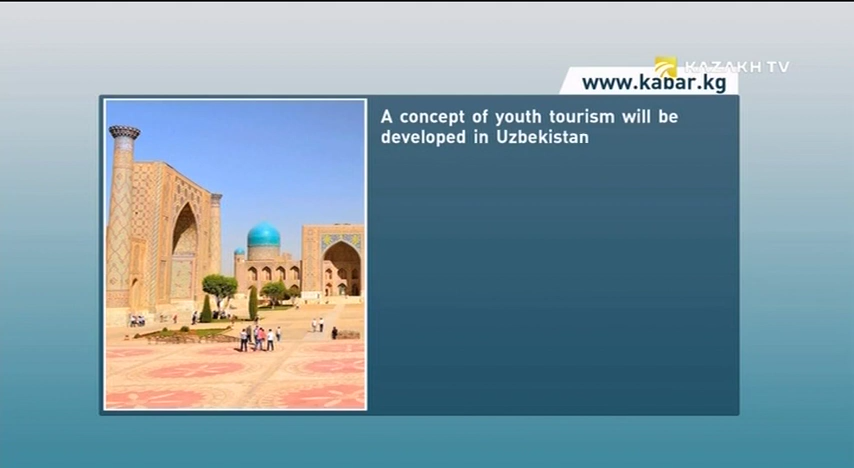 KAZAKH TV
www.kabar.kg
A concept of youth tourism will be
developed in Uzbekistan